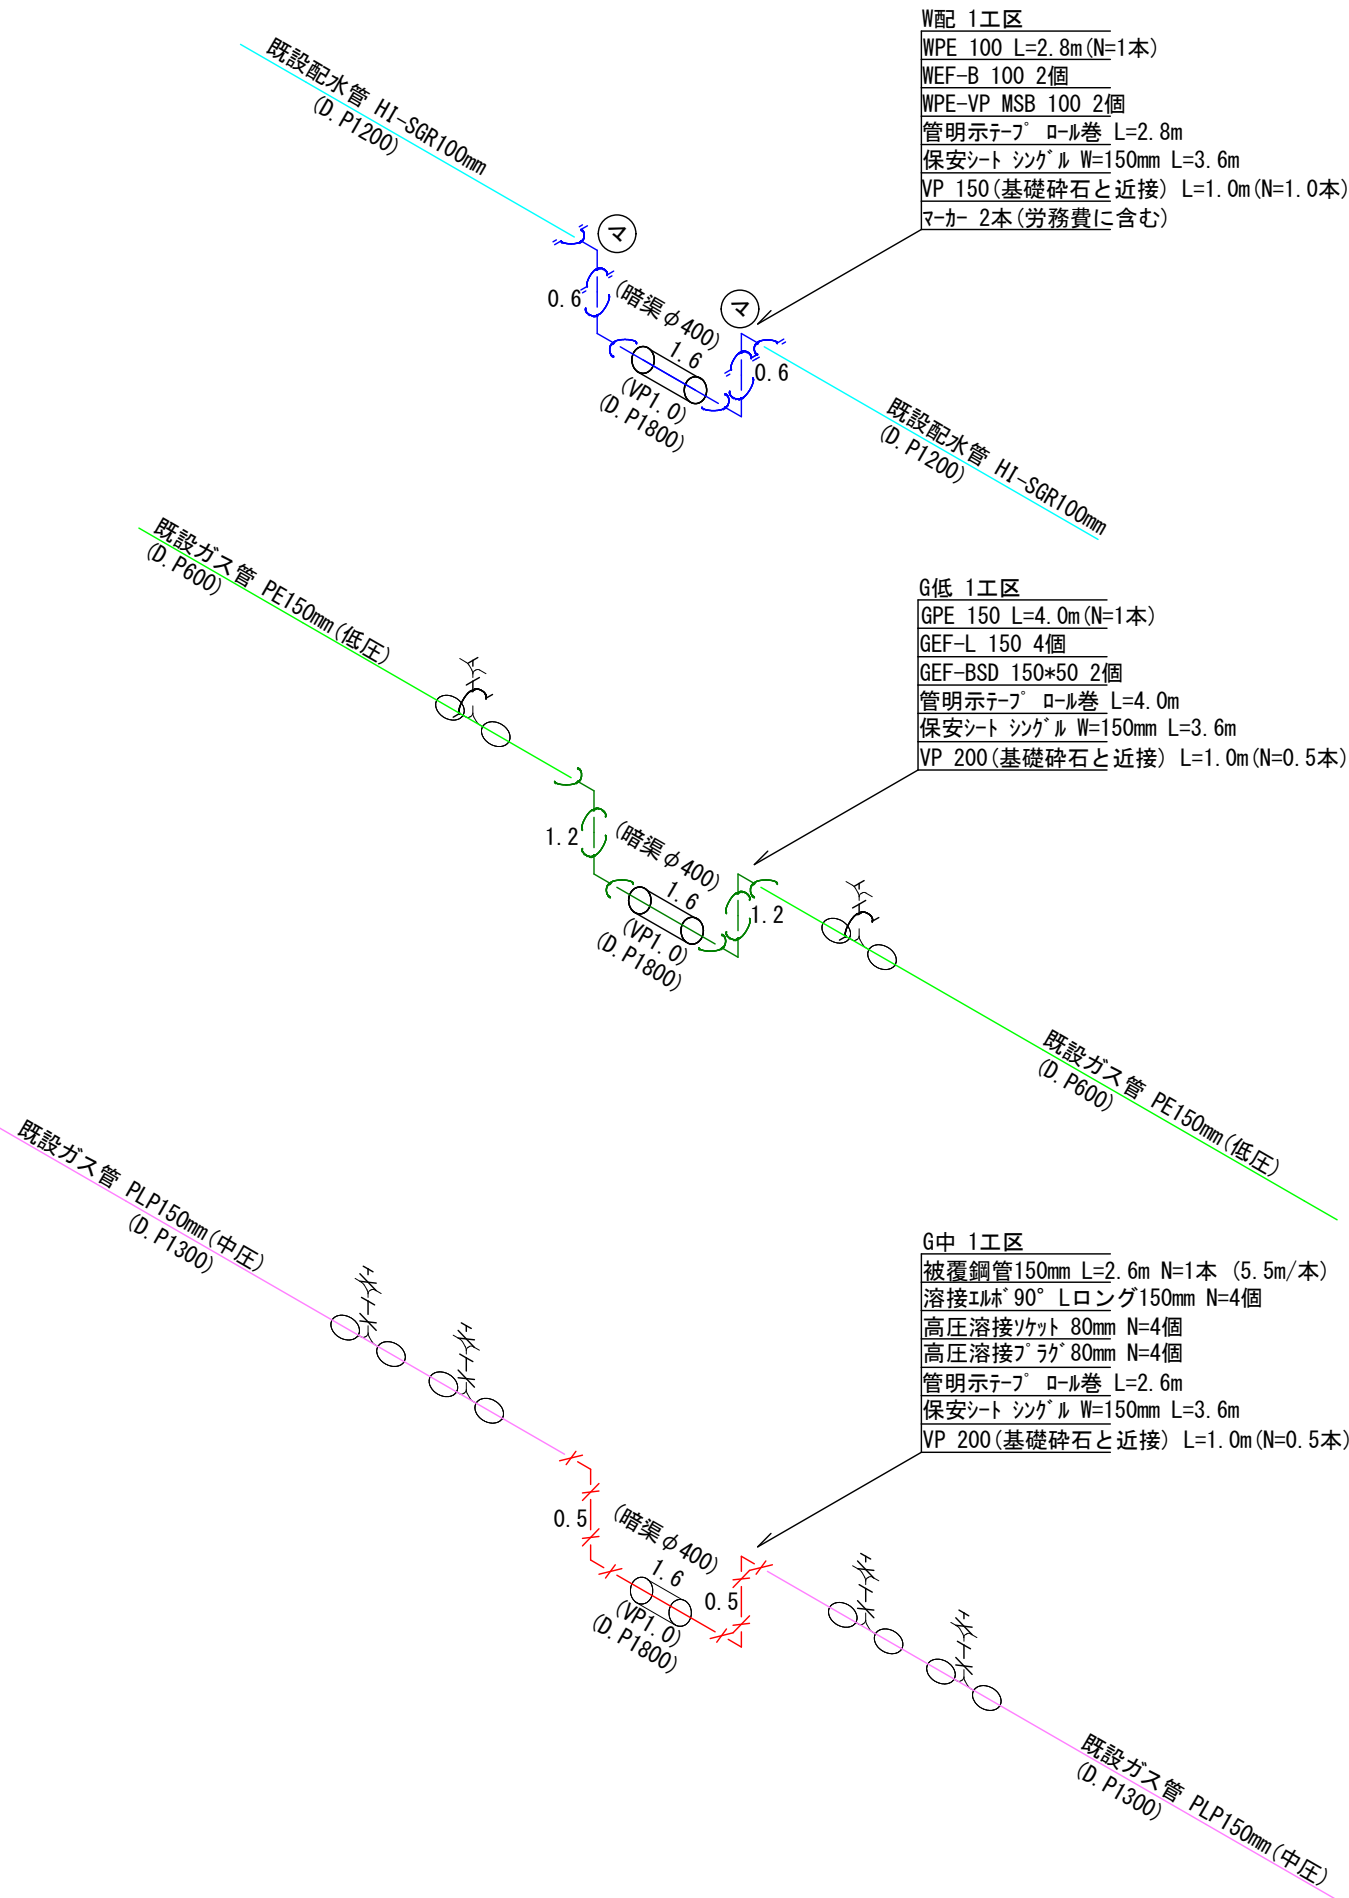 W配 1工区
WPE 100 L=2.8m(N=1本)
WEF-B 100 2個
WPE-VP MSB 100 2個
管明示ﾃｰﾌﾟ ﾛｰﾙ巻 L=2.8m
保安ｼｰﾄ ｼﾝｸﾞﾙ W=150mm L=3.6m
VP 150(基礎砕石と近接) L=1.0m(N=1.0本)
ﾏｰｶｰ 2本(労務費に含む)
既設配水管 HI-SGR100mm
(D.P1200)
マ
0.6
(暗渠φ400)
1.6
(VP1.0)
(D.P1800)
マ
0.6
既設配水管 HI-SGR100mm
(D.P1200)
G低 1工区
GPE 150 L=4.0m(N=1本)
GEF-L 150 4個
GEF-BSD 150*50 2個
管明示ﾃｰﾌﾟ ﾛｰﾙ巻 L=4.0m
保安ｼｰﾄ ｼﾝｸﾞﾙ W=150mm L=3.6m
VP 200(基礎砕石と近接) L=1.0m(N=0.5本)
既設ガス管 PE150mm(低圧)
(D.P600)
1.2
(暗渠φ400)
1.6
(VP1.0)
(D.P1800)
1.2
既設ガス管 PE150mm(低圧)
(D.P600)
G中 1工区
被覆鋼管150mm L=2.6m N=1本 (5.5m/本)
溶接ｴﾙﾎﾞ90° Lロング150mm N=4個
高圧溶接ｿｹｯﾄ 80mm N=4個
高圧溶接ﾌﾟﾗｸﾞ80mm N=4個
管明示ﾃｰﾌﾟ ﾛｰﾙ巻 L=2.6m
保安ｼｰﾄ ｼﾝｸﾞﾙ W=150mm L=3.6m
VP 200(基礎砕石と近接) L=1.0m(N=0.5本)
既設ガス管 PLP150mm(中圧)
(D.P1300)
0.5
(暗渠φ400)
1.6
(VP1.0)
(D.P1800)
0.5
既設ガス管 PLP150mm(中圧)
(D.P1300)